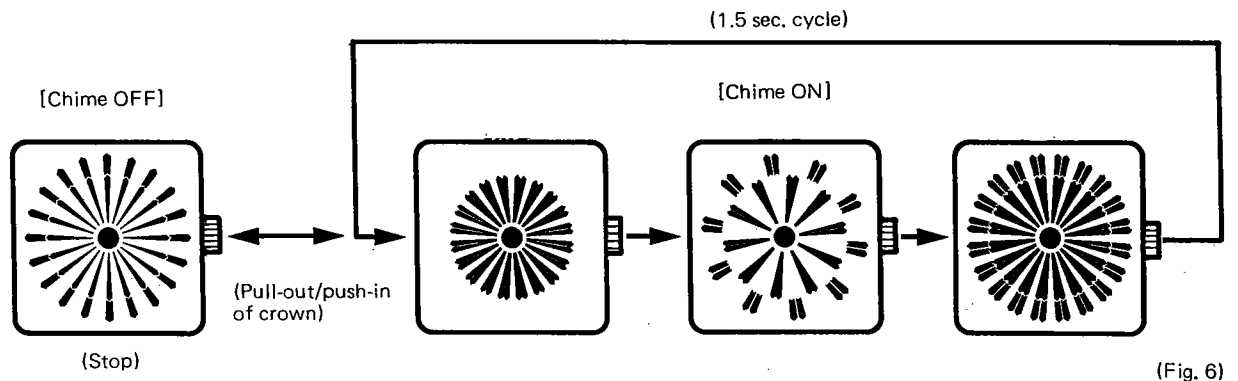 (1.5 sec. cycle)
[Chime OFF]
[Chime ON]
(Pull-out/push-in
of crown)
(Stop)
(Fig. 6)